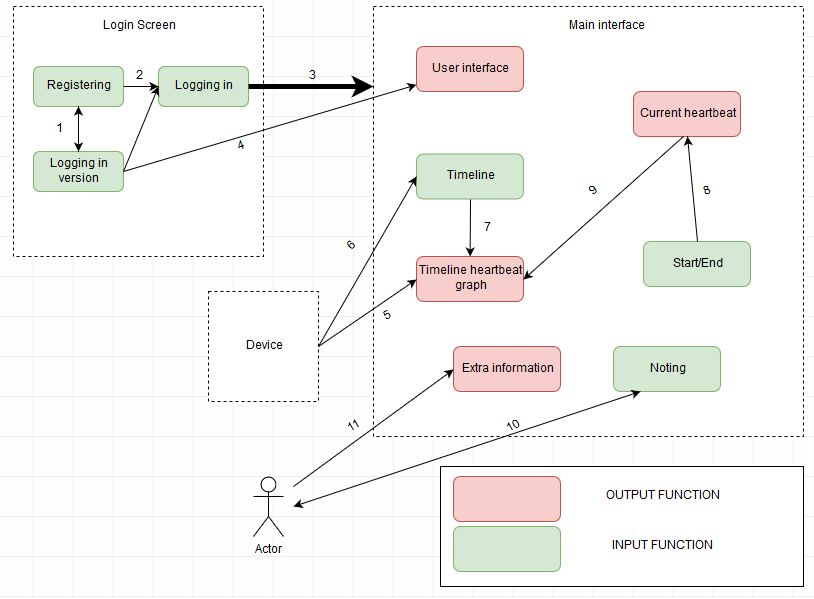 Login Screen
Main interface
Registering
2
Logging in
3
User interface
Current heartbeat
1
Logging in
version
4
Timeline
9
8
6
7
Timeline heartbeat
graph
Start/End
5
Device
Extra information
Noting
11
10
Actor
OUTPUT FUNCTION
INPUT FUNCTION